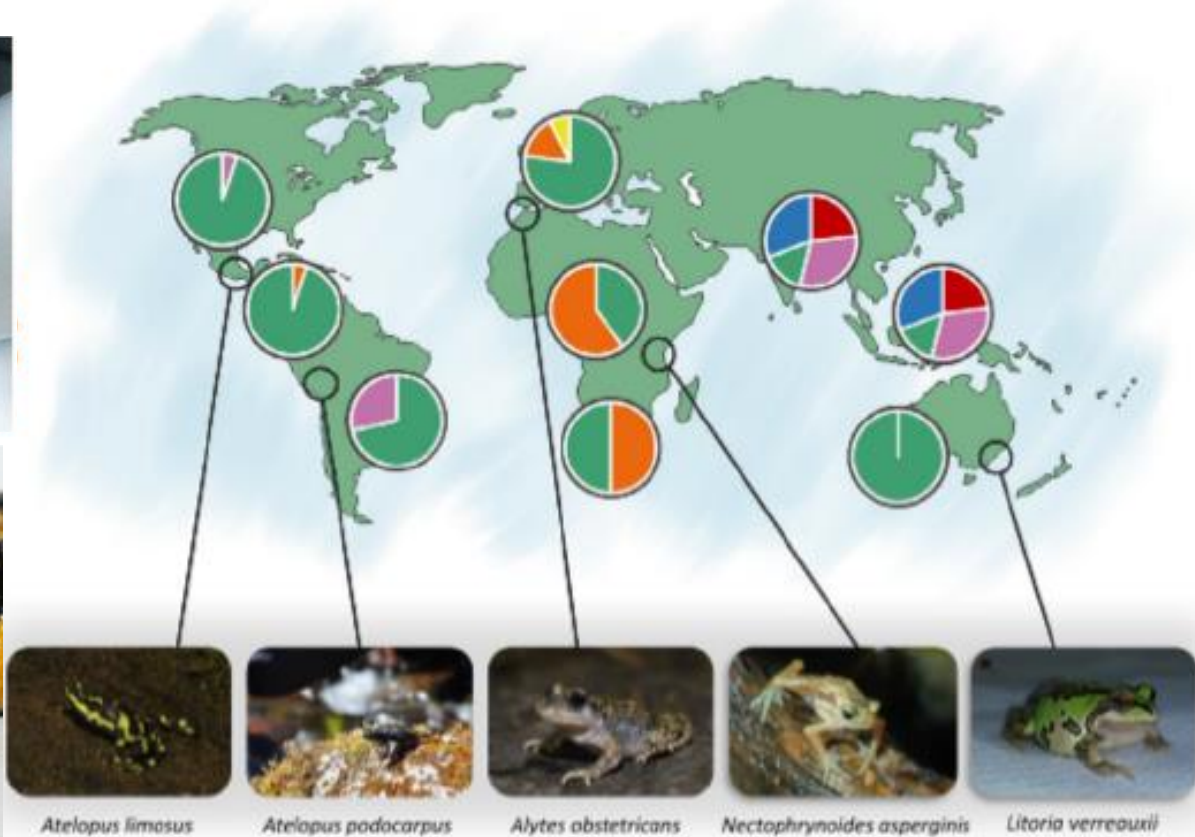 Atelopus limosus
Atelopus podocarpus
Alytes obstetricans
Nectophrynoides asperginis
Litoria verreauxii